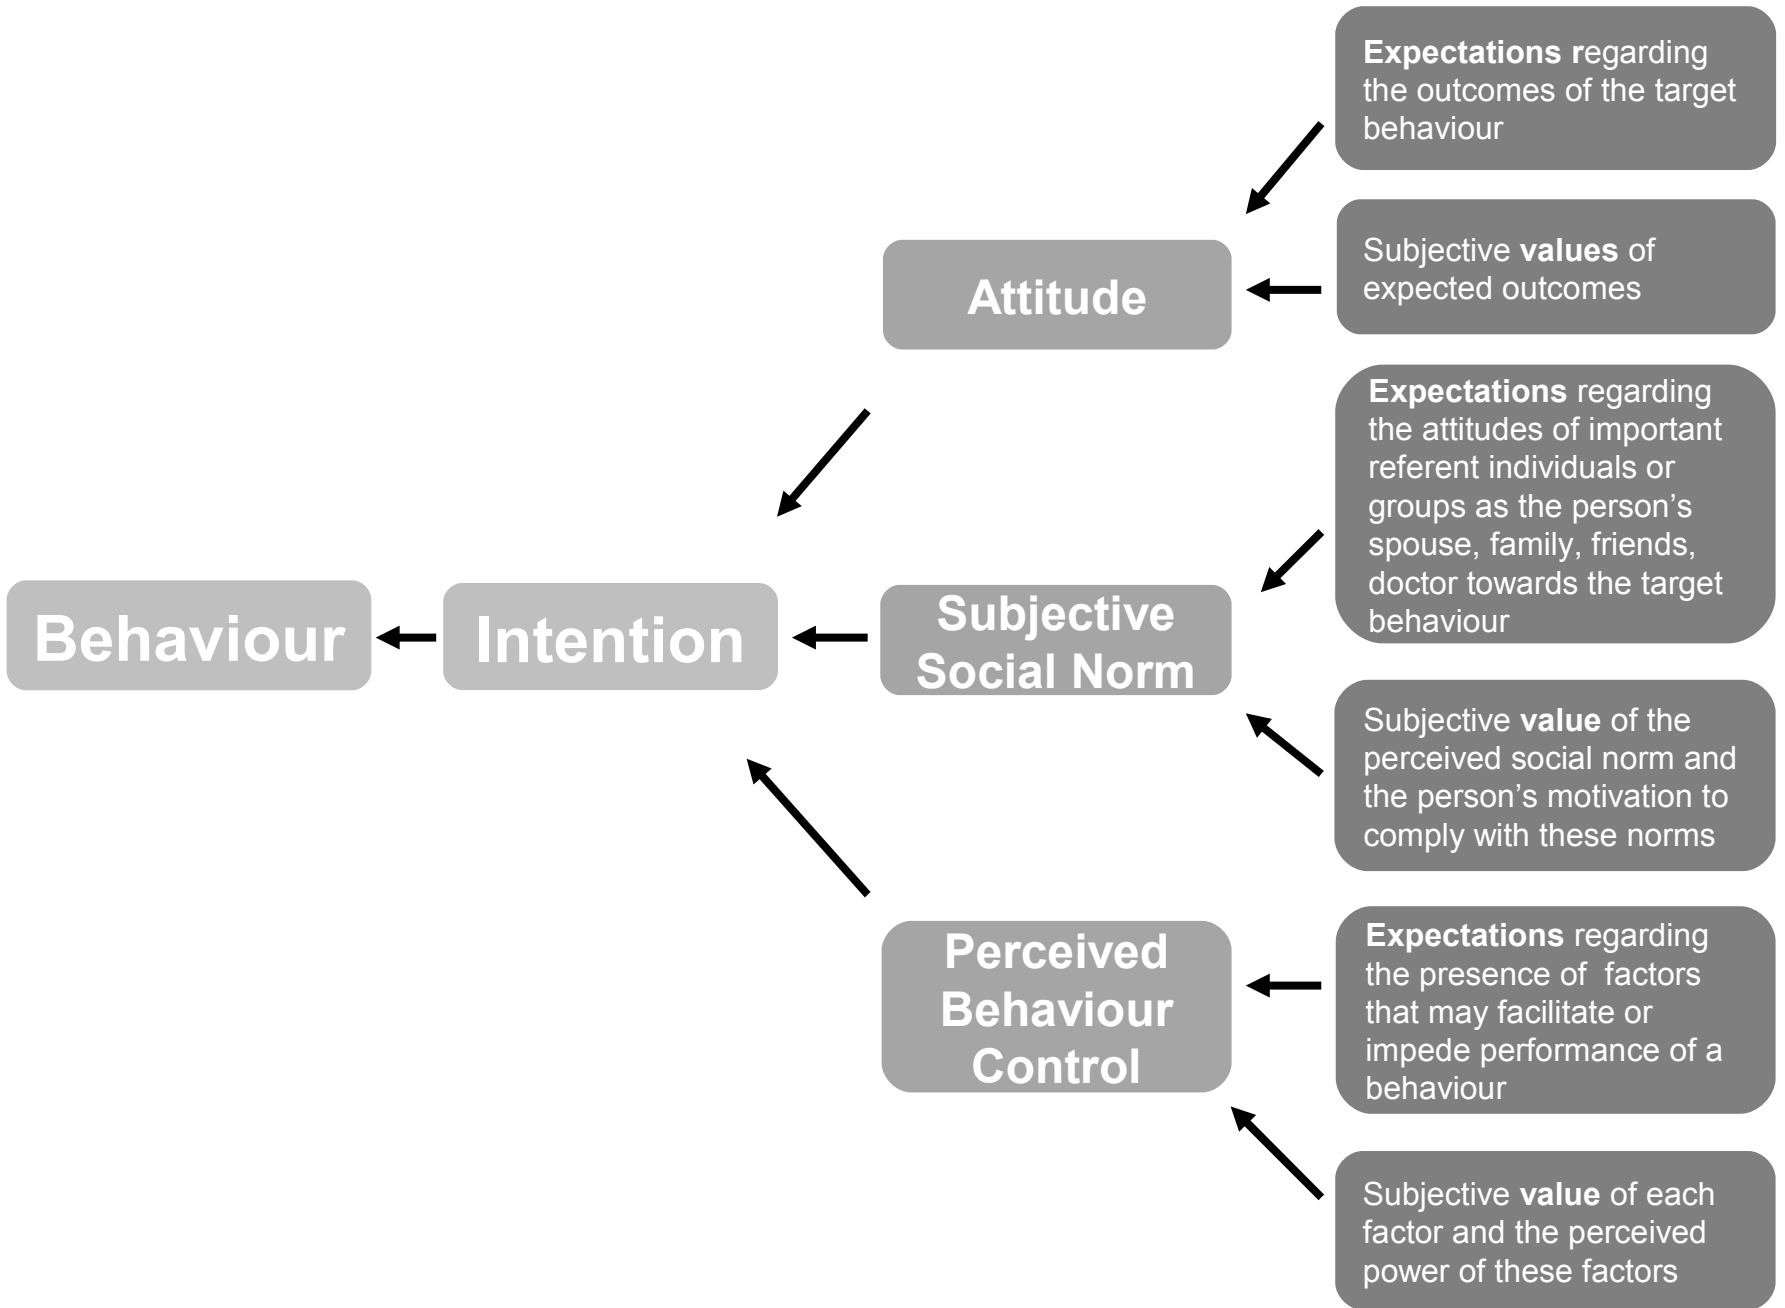 Expectations regarding
the outcomes of the target
behaviour
Subjective values of
expected outcomes
Attitude
Expectations regarding
the attitudes of important
referent individuals or
groups as the person’s
spouse, family, friends,
doctor towards the target
behaviour
Behaviour
Intention
Subjective
Social Norm
Subjective value of the
perceived social norm and
the person’s motivation to
comply with these norms
Perceived
Behaviour
Control
Expectations regarding
the presence of  factors
that may facilitate or
impede performance of a
behaviour
Subjective value of each
factor and the perceived
power of these factors